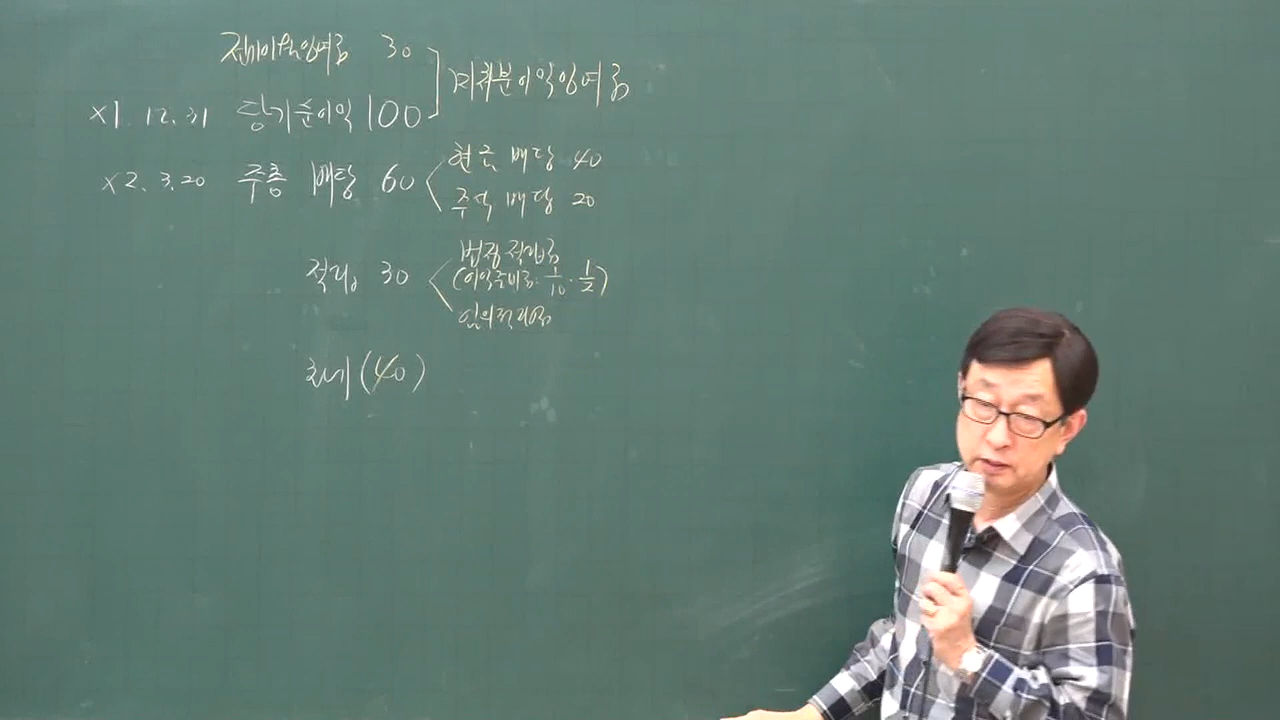 전기이월이익잉여금 30
X1. 12. 31 당기순이익 100
미처분이익잉여금
X2. 3. 20 주총 배당 60
현금 배당 40
주식 배당 20
적립 30
법정적립금
(이익준비금: 1/10 · 1/2)
임의적립금
차이 (40)